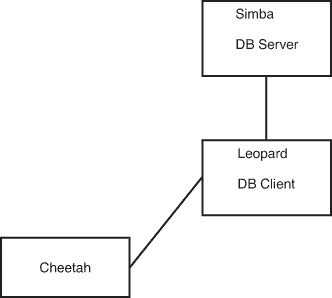 Simba
DB Server
Leopard
DB Client
Cheetah